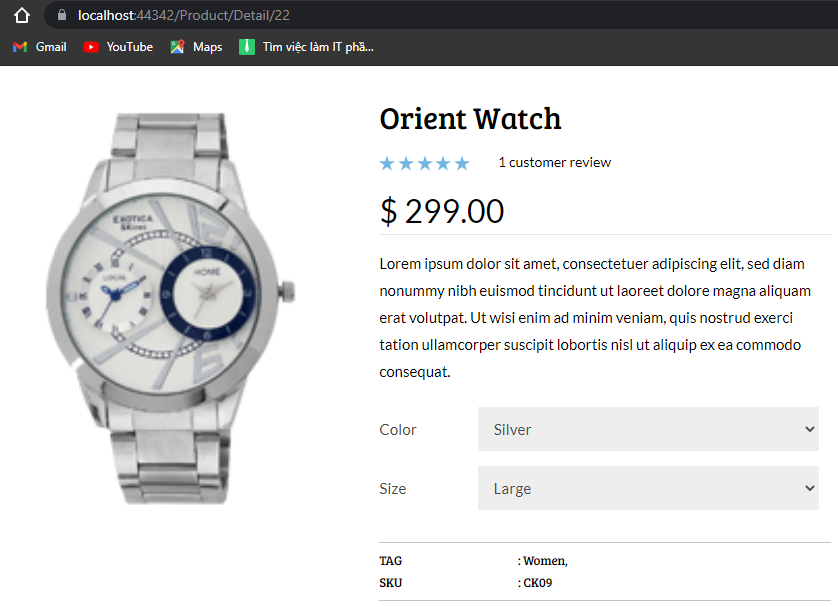 localhost:44342/Product/Detail/22
Gmail YouTube Maps Tìm việc làm IT phầ...
Orient Watch
1 customer review
$ 299.00
Lorem ipsum dolor sit amet, consectetuer adipiscing elit, sed diam
nonummy nibh euismod tincidunt ut laoreet dolore magna aliquam
erat volutpat. Ut wisi enim ad minim veniam, quis nostrud exerci
tation ullamcorper suscipit lobortis nisl ut aliquip ex ea commodo
consequat.
Color Silver
Size Large
TAG : Women,
SKU : CK09
EXOTICA
LOCAL
HOME